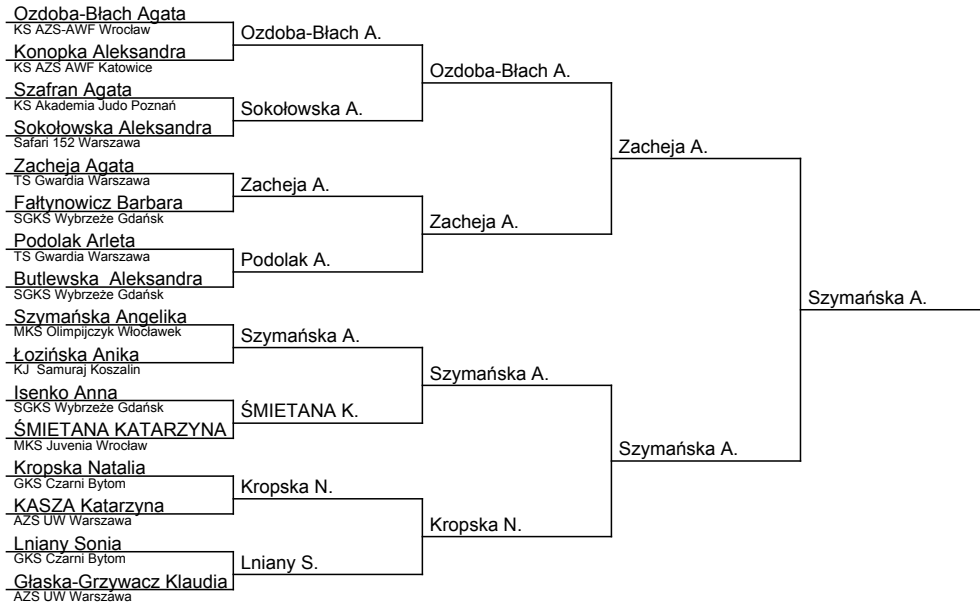 Ozdoba-Błach Agata
KS AZS-AWF Wrocław
Konopka Aleksandra
KS AZS AWF Katowice
Szafran Agata
KS Akademia Judo Poznań
Sokołowska Aleksandra
Safari 152 Warszawa
Zacheja Agata
TS Gwardia Warszawa
Fałtynowicz Barbara
SGKS Wybrzeże Gdańsk
Podolak Arleta
TS Gwardia Warszawa
Butlewska  Aleksandra
SGKS Wybrzeże Gdańsk
Szymańska Angelika
MKS Olimpijczyk Włocławek
Łozińska Anika
KJ  Samuraj Koszalin
Isenko Anna
SGKS Wybrzeże Gdańsk
ŚMIETANA KATARZYNA
MKS Juvenia Wrocław
Kropska Natalia
GKS Czarni Bytom
KASZA Katarzyna
AZS UW Warszawa
Lniany Sonia
GKS Czarni Bytom
Głaska-Grzywacz Klaudia
AZS UW Warszawa
Ozdoba-Błach A.
Sokołowska A.
Zacheja A.
Podolak A.
Szymańska A.
ŚMIETANA K.
Kropska N.
Lniany S.
Ozdoba-Błach A.
Zacheja A.
Szymańska A.
Kropska N.
Zacheja A.
Szymańska A.
Szymańska A.